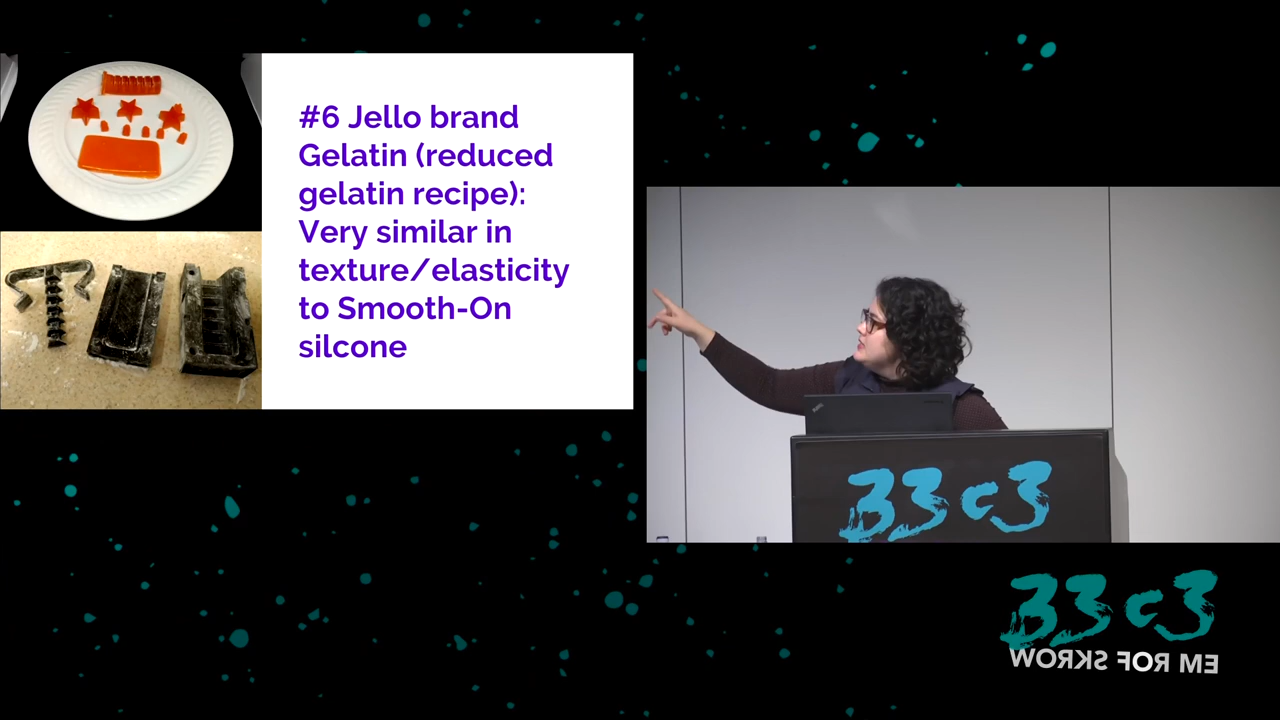 #6 Jello brand
Gelatin (reduced
gelatin recipe):
Very similar in
texture/elasticity
to Smooth-On
silcone
33c3
33c3
WORKS FOR ME